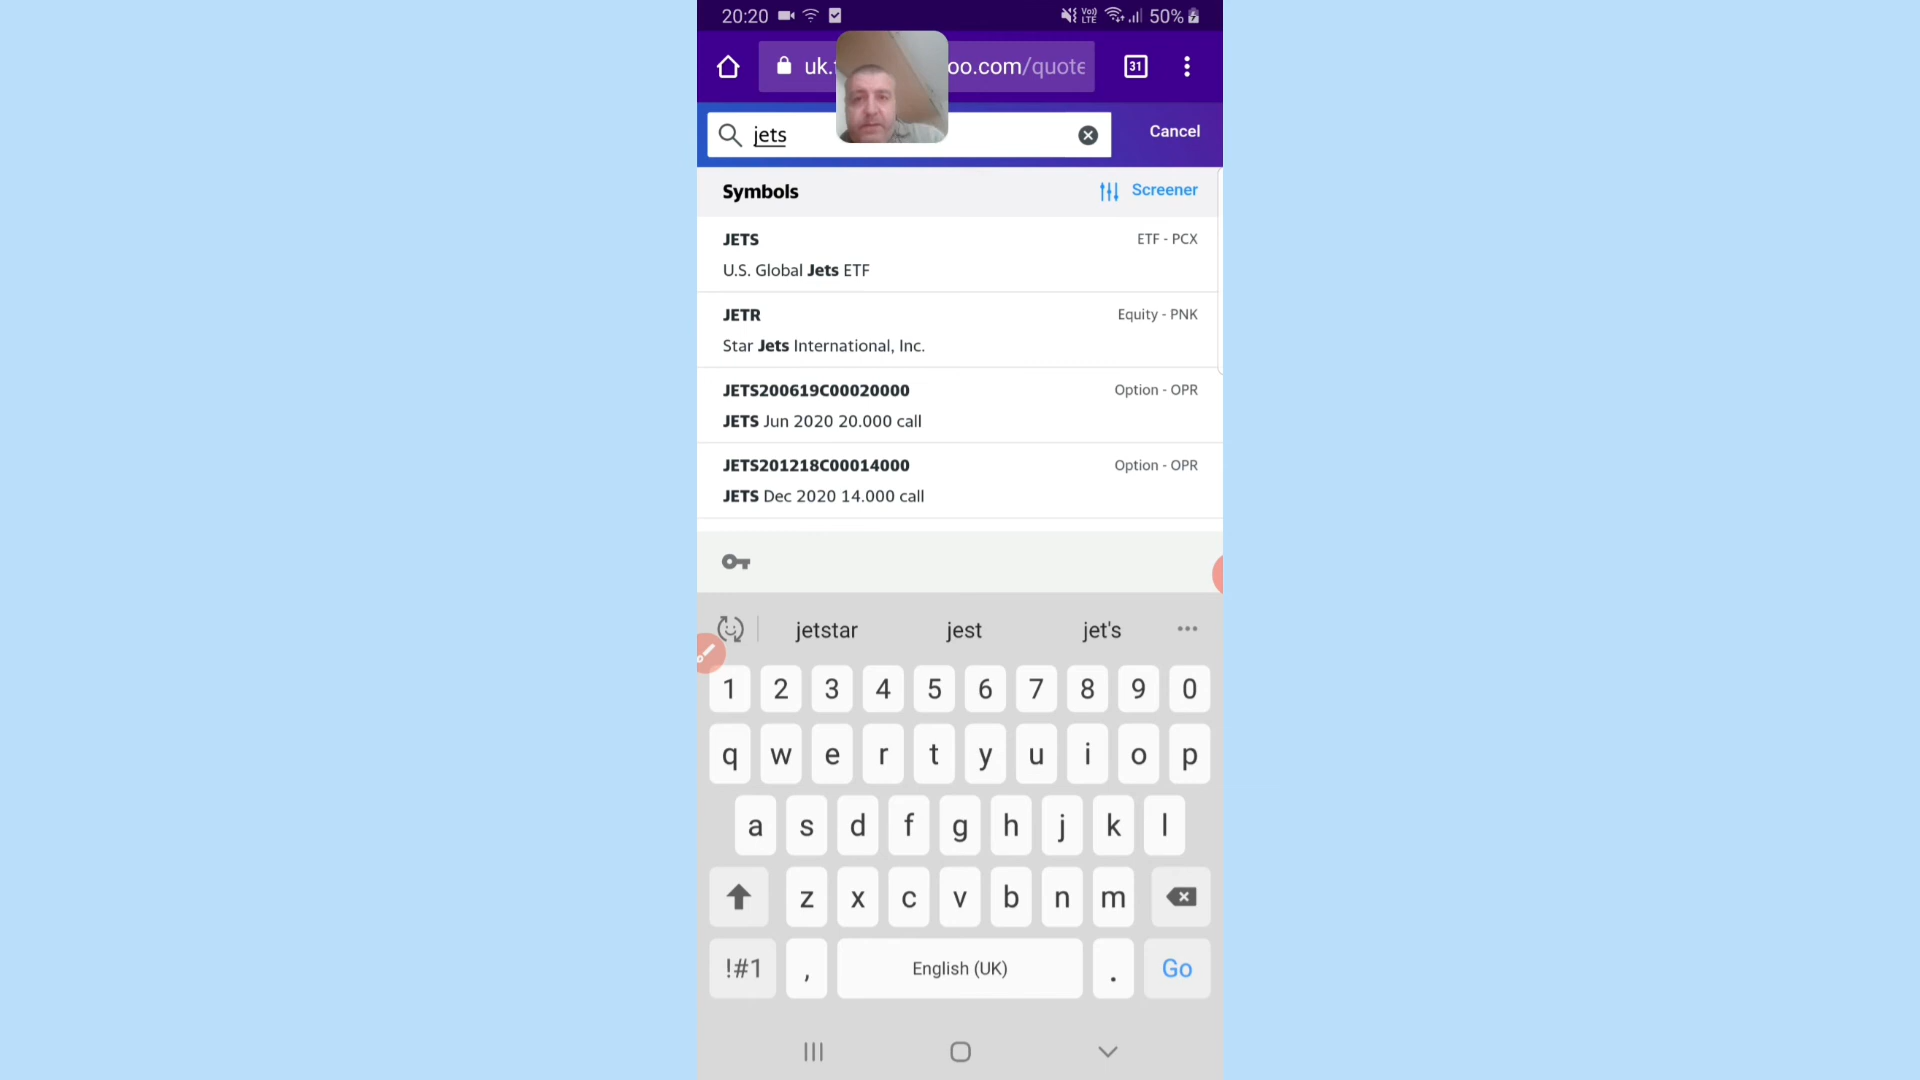 20:20
Vo)) LTE
50%
uk.
oo.com/quote
31
jets
Cancel
Symbols
Screener
JETS
ETF - PCX
U.S. Global Jets ETF
JETR
Equity - PNK
Star Jets International, Inc.
JETS200619C00020000
Option - OPR
JETS Jun 2020 20.000 call
JETS201218C00014000
Option - OPR
JETS Dec 2020 14.000 call
jetstar jest jet's
1 2 3 4 5 6 7 8 9 0
q w e r t y u i o p
a s d f g h j k l
z x c v b n m
!#1 , English (UK) . Go